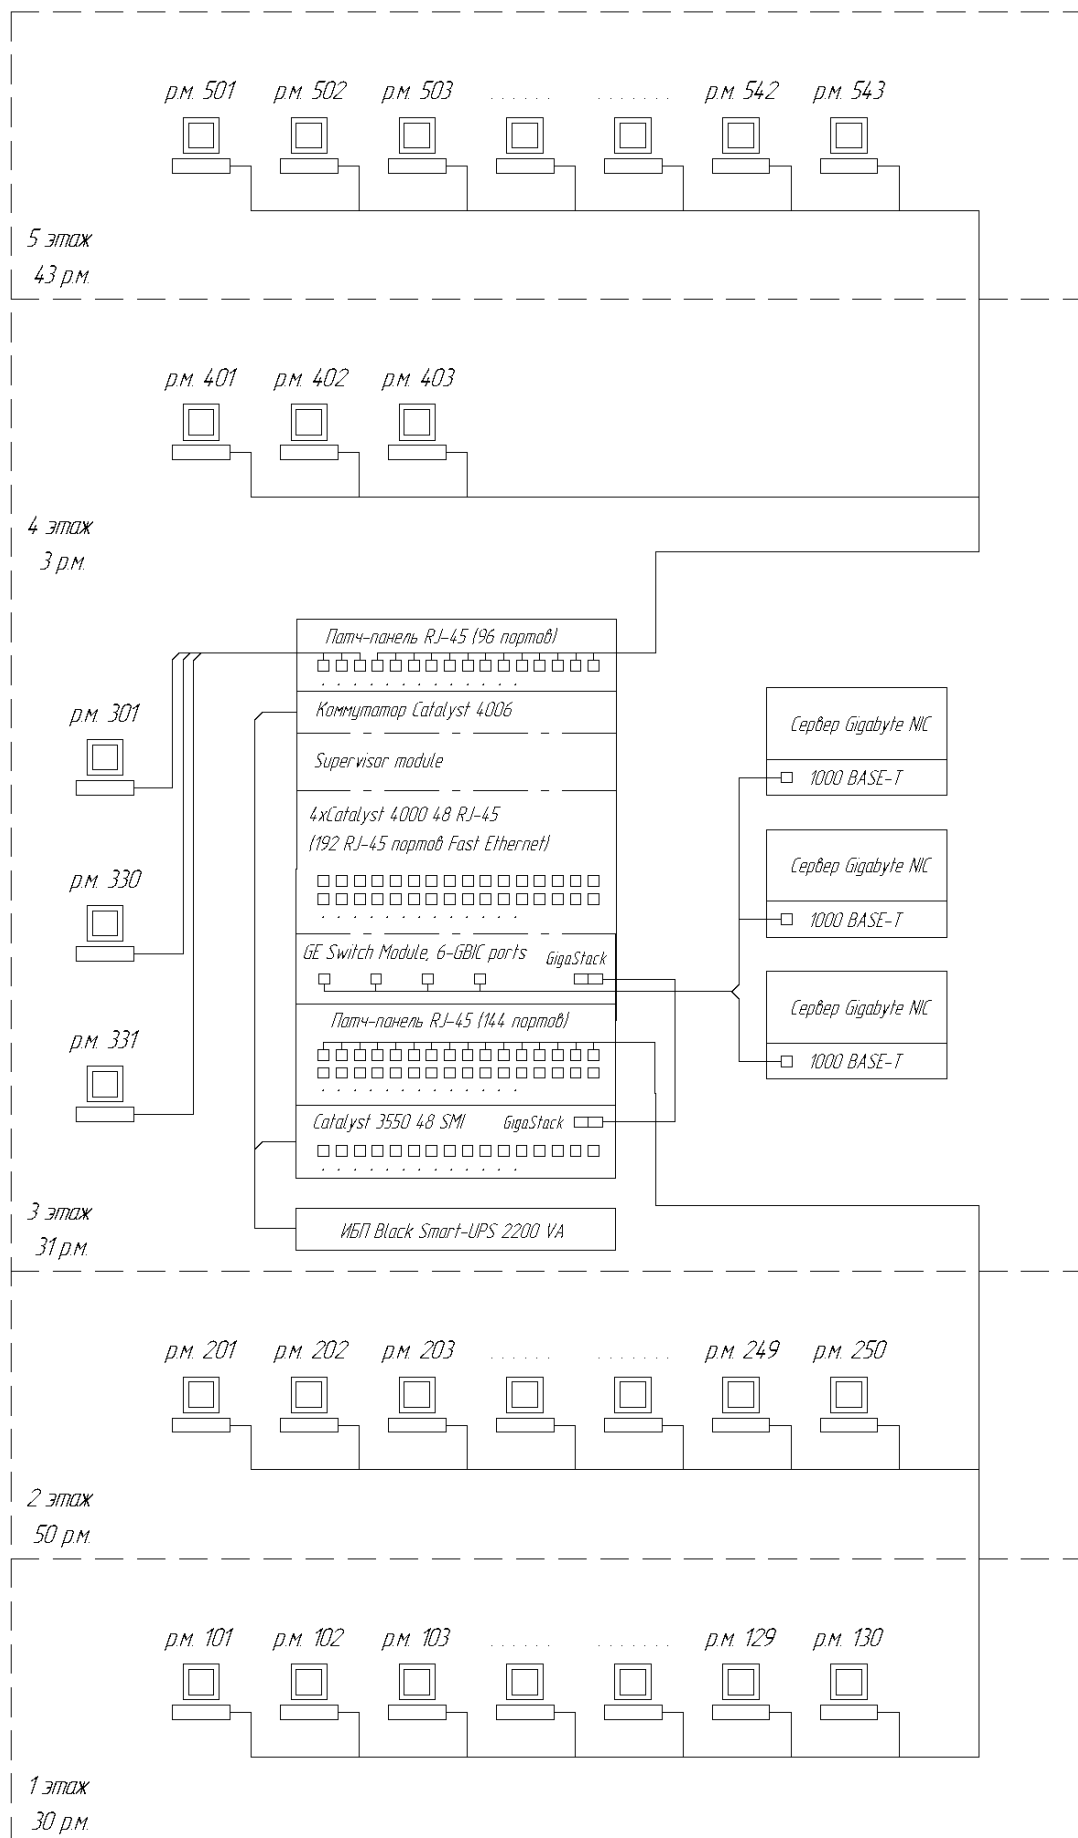 р.м. 501 р.м. 502 р.м. 503 . . . . . . . . . . . . . р.м. 542 р.м. 543
5 этаж
43 р.м.
р.м. 401 р.м. 402 р.м. 403
4 этаж
3 р.м.
Патч-панель RJ-45 (96 портов)
Коммутатор Catalyst 4006
Supervisor module
4xCatalyst 4000 48 RJ-45
(192 RJ-45 портов Fast Ethernet)
GE Switch Module, 6-GBIC ports GigaStack
Патч-панель RJ-45 (144 портов)
Catalyst 3550 48 SMI GigaStack
ИБП Black Smart-UPS 2200 VA
р.м. 301
р.м. 330
р.м. 331
Сервер Gigabyte NIC
1000 BASE-T
Сервер Gigabyte NIC
1000 BASE-T
Сервер Gigabyte NIC
1000 BASE-T
3 этаж
31 р.м.
р.м. 201 р.м. 202 р.м. 203 . . . . . . . . . . . . . р.м. 249 р.м. 250
2 этаж
50 р.м.
р.м. 101 р.м. 102 р.м. 103 . . . . . . . . . . . . . р.м. 129 р.м. 130
1 этаж
30 р.м.